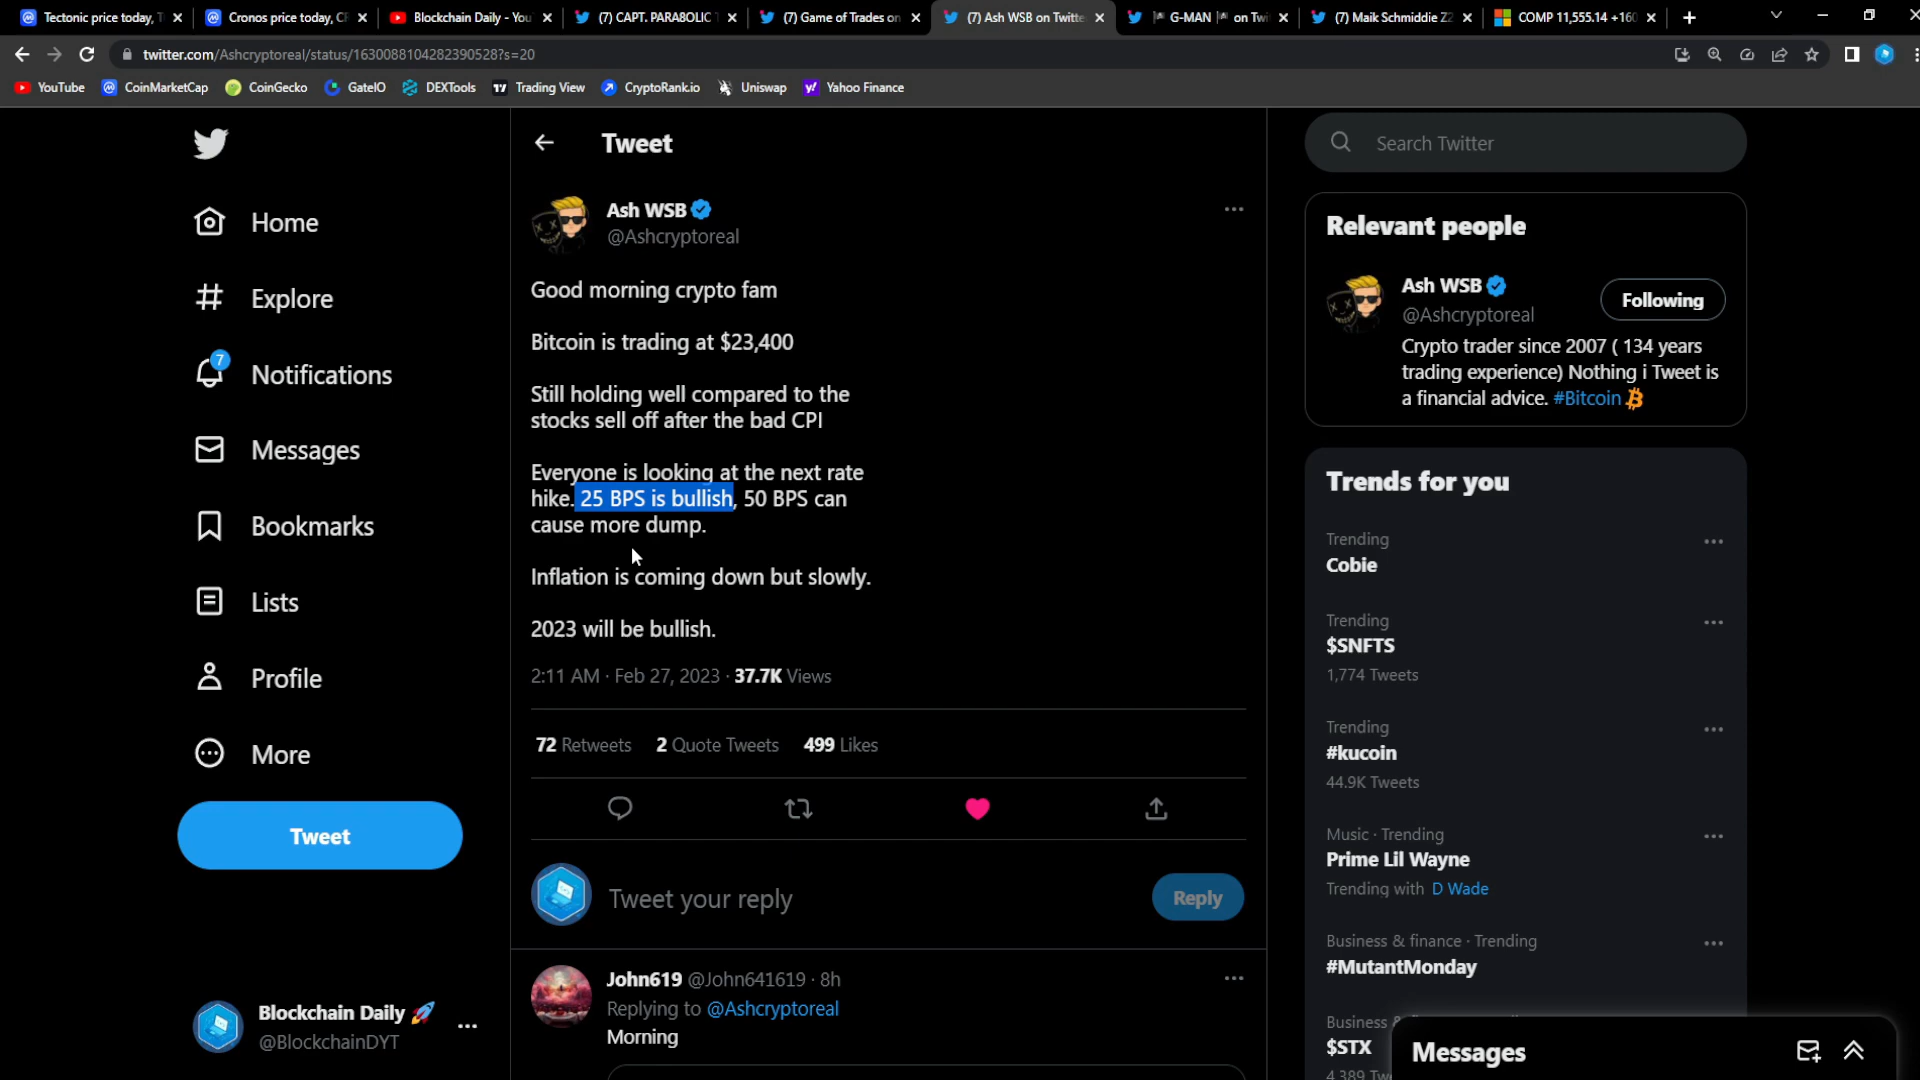 Tectonic price today, T
Cronos price today, C
Blockchain Daily - You
(7) CAPT. PARA8OLIC
(7) Game of Trades on
(7) Ash WSB on Twitte
G-MAN on Twi
(7) Maik Schmiddie Z
COMP 11,555.14 +16
twitter.com/Ashcryptoreal/status/1630088104282390528?s=20
YouTube
CoinMarketCap
CoinGecko
GateIO
DEXTools
Trading View
CryptoRank.io
Uniswap
Yahoo Finance
Home
Explore
7
Notifications
Messages
Bookmarks
Lists
Profile
More
Tweet
Blockchain Daily 🚀
@BlockchainDYT
Tweet
Ash WSB
@Ashcryptoreal
Good morning crypto fam
Bitcoin is trading at $23,400
Still holding well compared to the
stocks sell off after the bad CPI
Everyone is looking at the next rate
hike. 25 BPS is bullish, 50 BPS can
cause more dump.
Inflation is coming down but slowly.
2023 will be bullish.
2:11 AM · Feb 27, 2023 · 37.7K Views
72 Retweets 2 Quote Tweets 499 Likes
Tweet your reply
Reply
John619 @John641619 · 8h
Replying to @Ashcryptoreal
Morning
Search Twitter
Relevant people
Ash WSB
@Ashcryptoreal
Following
Crypto trader since 2007 ( 134 years
trading experience) Nothing i Tweet is
a financial advice. #Bitcoin
Trends for you
Trending
Cobie
Trending
$SNFTS
1,774 Tweets
Trending
#kucoin
44.9K Tweets
Music · Trending
Prime Lil Wayne
Trending with D Wade
Business & finance · Trending
#MutantMonday
Business
$STX
4,389 Twe
Messages